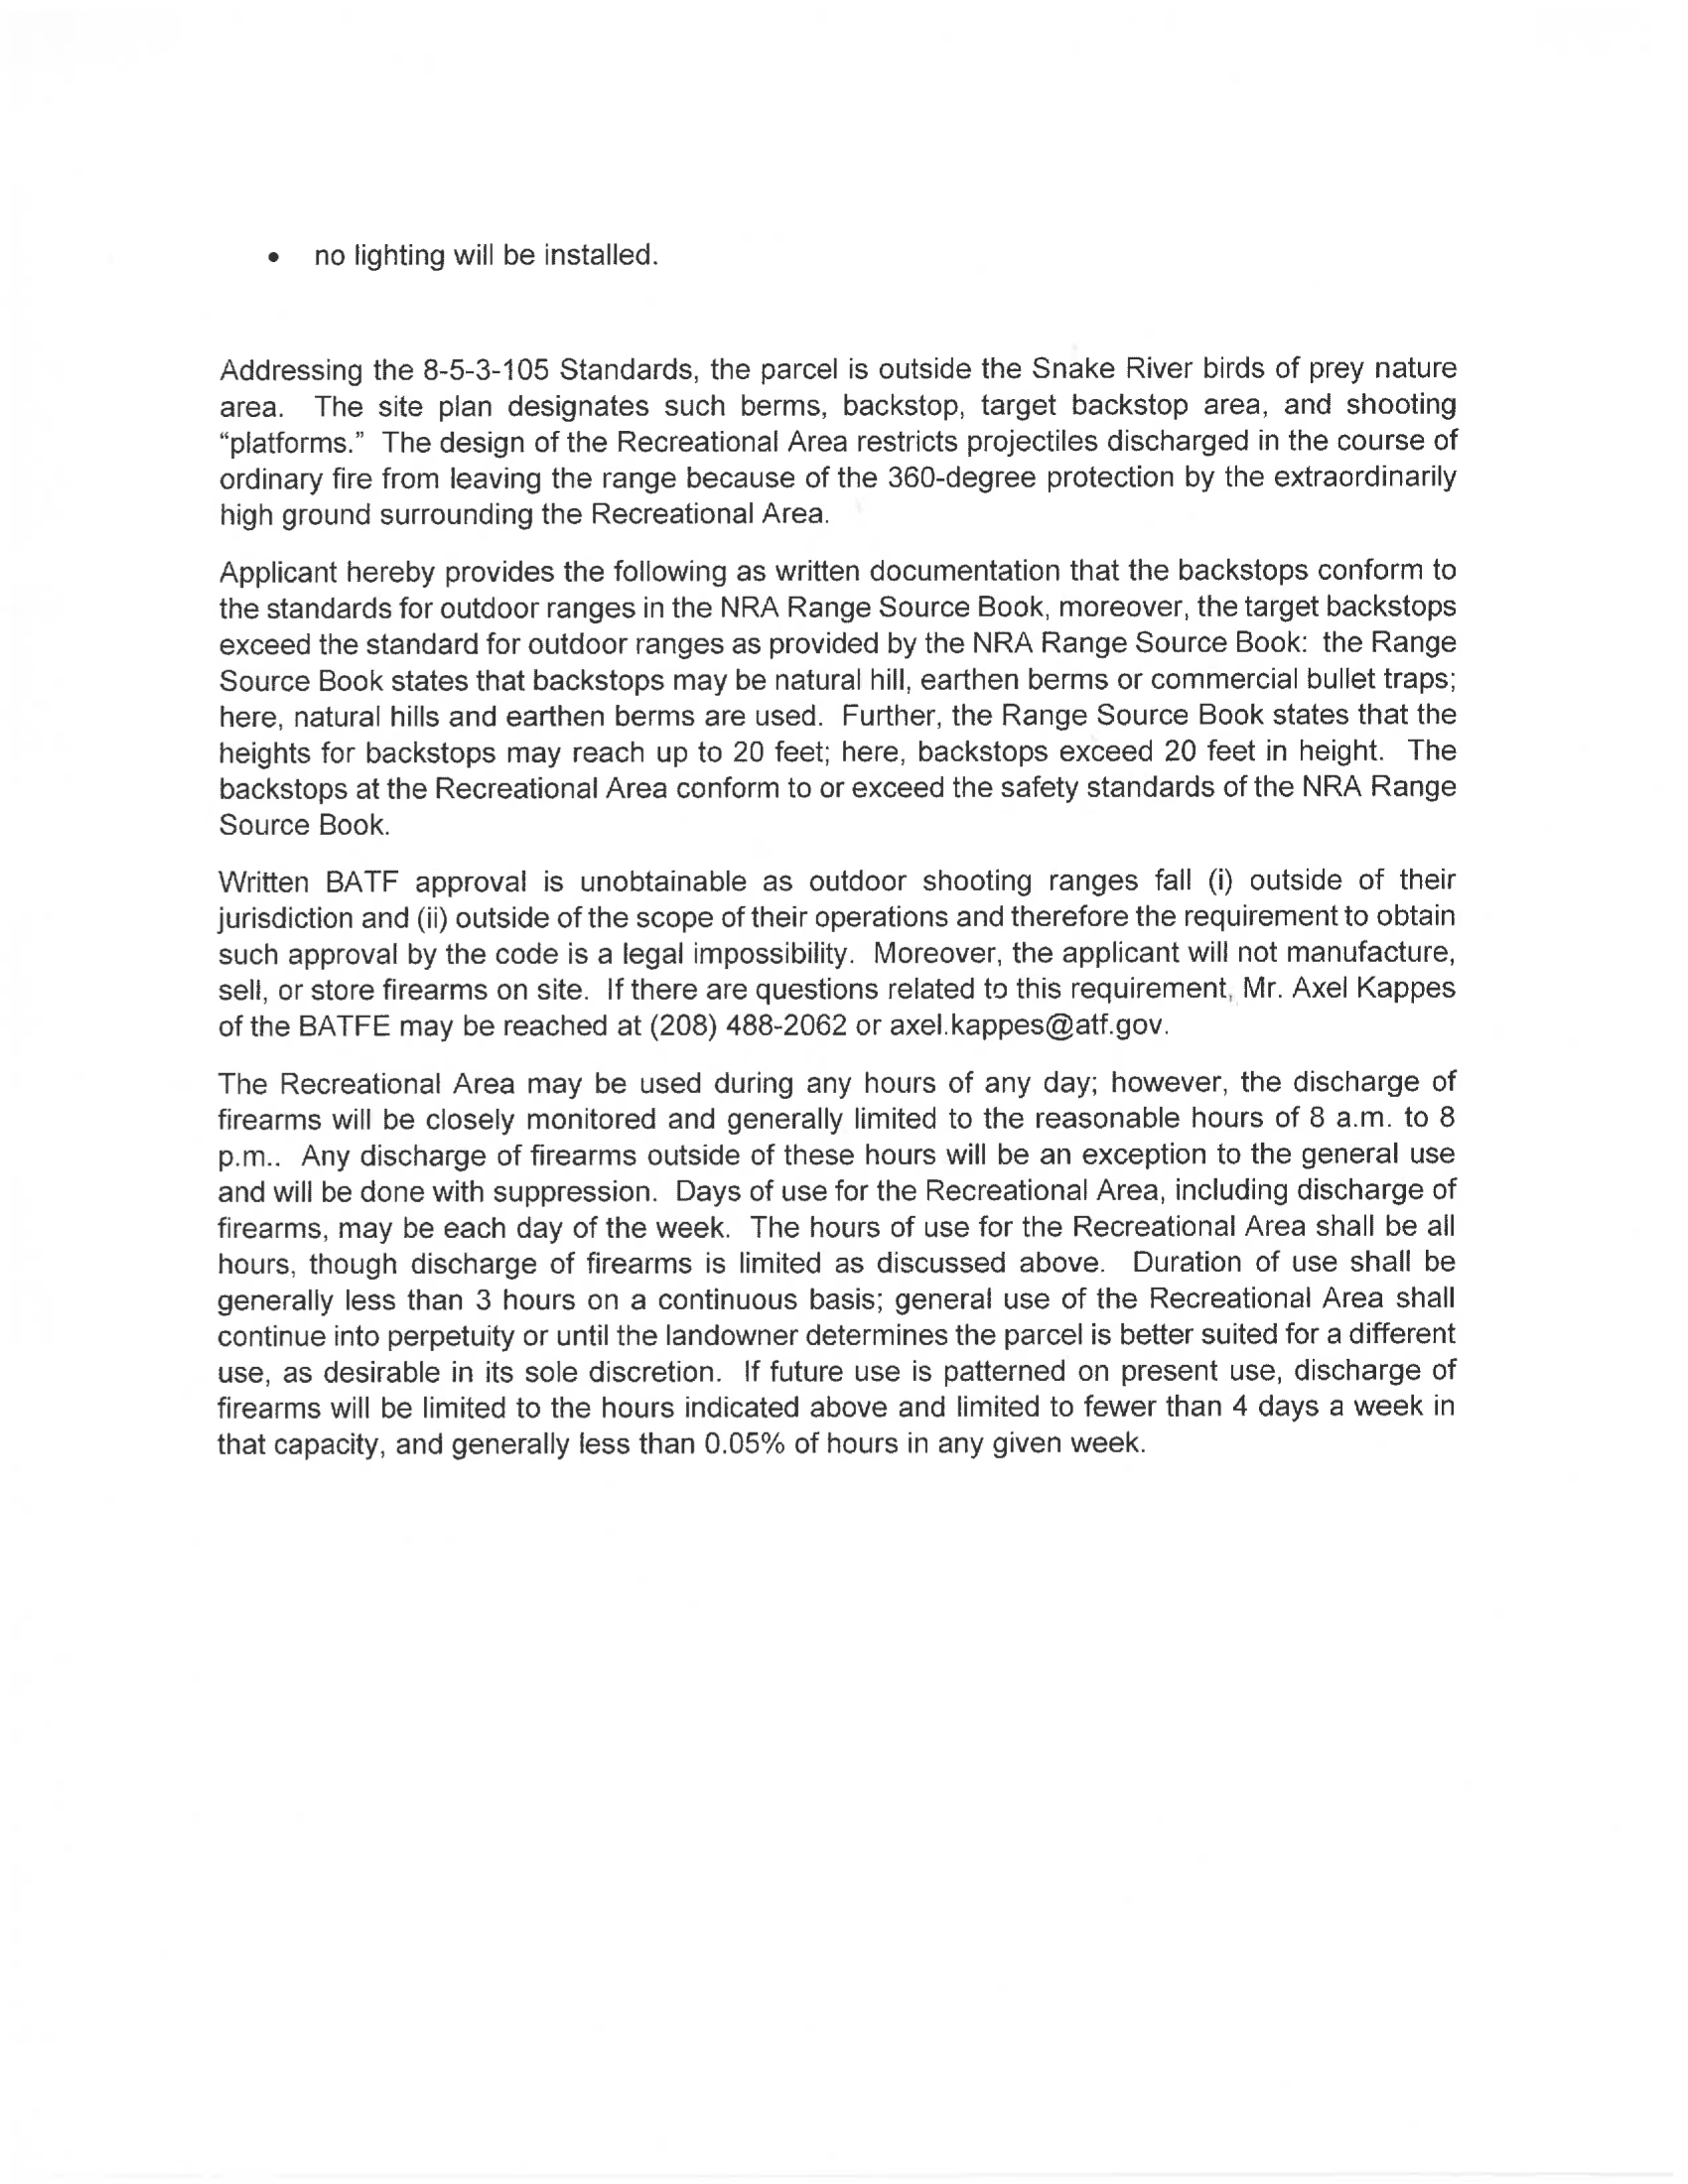 • no lighting will be installed.
Addressing the 8-5-3-105 Standards, the parcel is outside the Snake River birds of prey nature
area. The site plan designates such berms, backstop, target backstop area, and shooting
“platforms.” The design of the Recreational Area restricts projectiles discharged in the course of
ordinary fire from leaving the range because of the 360-degree protection by the extraordinarily
high ground surrounding the Recreational Area.
Applicant hereby provides the following as written documentation that the backstops conform to
the standards for outdoor ranges in the NRA Range Source Book, moreover, the target backstops
exceed the standard for outdoor ranges as provided by the NRA Range Source Book: the Range
Source Book states that backstops may be natural hill, earthen berms or commercial bullet traps;
here, natural hills and earthen berms are used. Further, the Range Source Book states that the
heights for backstops may reach up to 20 feet; here, backstops exceed 20 feet in height. The
backstops at the Recreational Area conform to or exceed the safety standards of the NRA Range
Source Book.
Written BATF approval is unobtainable as outdoor shooting ranges fall (i) outside of their
jurisdiction and (ii) outside of the scope of their operations and therefore the requirement to obtain
such approval by the code is a legal impossibility. Moreover, the applicant will not manufacture,
sell, or store firearms on site. If there are questions related to this requirement, Mr. Axel Kappes
of the BATFE may be reached at (208) 488-2062 or axel.kappes@atf.gov.
The Recreational Area may be used during any hours of any day; however, the discharge of
firearms will be closely monitored and generally limited to the reasonable hours of 8 a.m. to 8
p.m.. Any discharge of firearms outside of these hours will be an exception to the general use
and will be done with suppression. Days of use for the Recreational Area, including discharge of
firearms, may be each day of the week. The hours of use for the Recreational Area shall be all
hours, though discharge of firearms is limited as discussed above. Duration of use shall be
generally less than 3 hours on a continuous basis; general use of the Recreational Area shall
continue into perpetuity or until the landowner determines the parcel is better suited for a different
use, as desirable in its sole discretion. If future use is patterned on present use, discharge of
firearms will be limited to the hours indicated above and limited to fewer than 4 days a week in
that capacity, and generally less than 0.05% of hours in any given week.